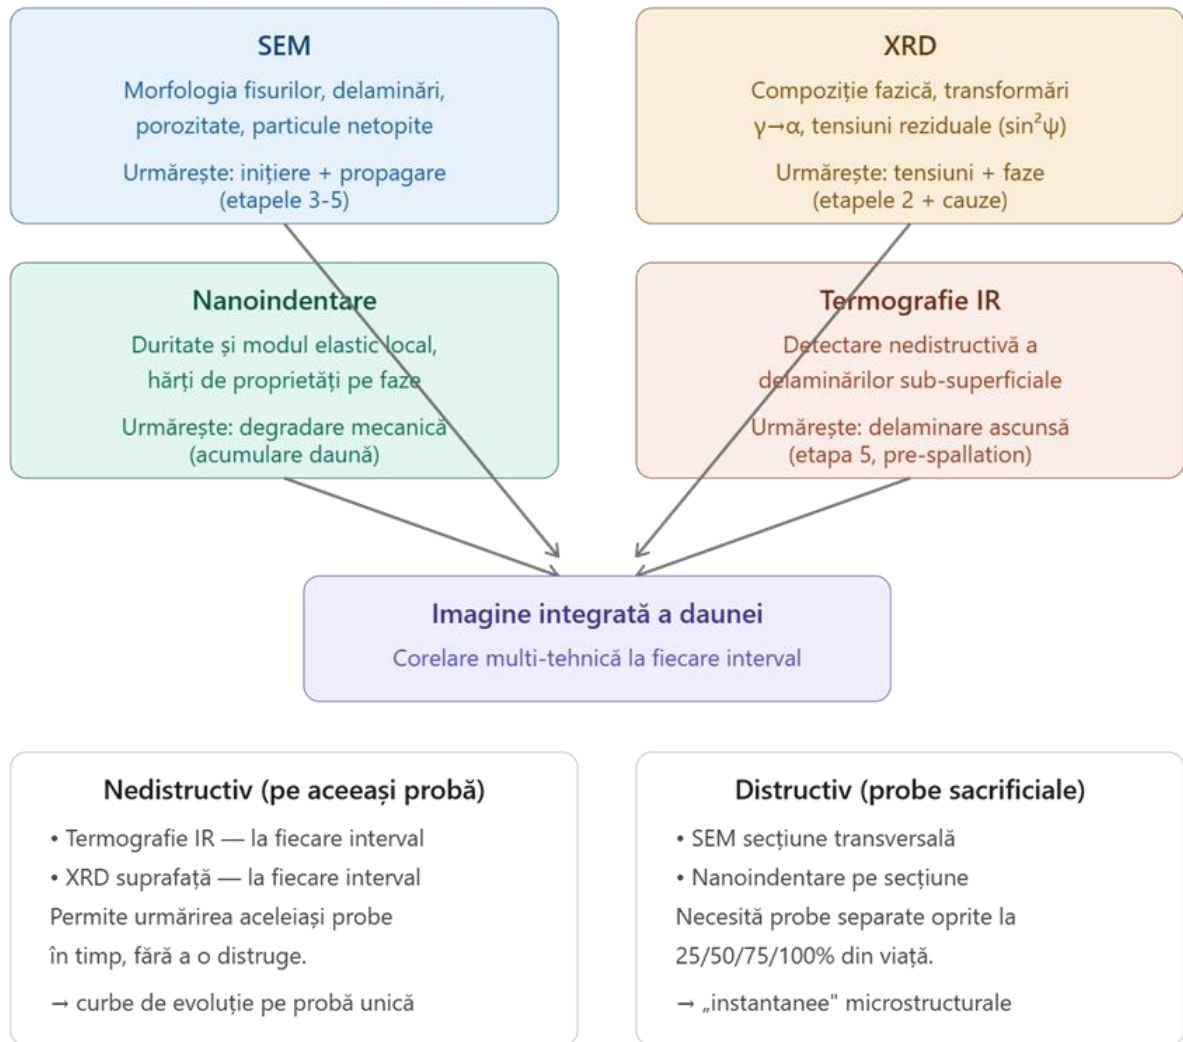 SEM
Morfologia fisurilor, delaminări,
porozitate, particule netopite
Urmărește: inițiere + propagare
(etapele 3-5)
XRD
Compoziție fazică, transformări
γ→α, tensiuni reziduale (sin²ψ)
Urmărește: tensiuni + faze
(etapele 2 + cauze)
Nanoindentare
Duritate și modul elastic local,
hărți de proprietăți pe faze
Urmărește: degradare mecanică
(acumulare daună)
Termografie IR
Detectare nedistructivă a
delaminărilor sub-superficiale
Urmărește: delaminare ascunsă
(etapa 5, pre-spallation)
Imagine integrată a daunei
Corelare multi-tehnică la fiecare interval
Nedistructiv (pe aceeași probă)
• Termografie IR — la fiecare interval
• XRD suprafață — la fiecare interval
Permite urmărirea aceleiași probe
în timp, fără a o distruge.
→ curbe de evoluție pe probă unică
Distructiv (probe sacrificiale)
• SEM secțiune transversală
• Nanoindentare pe secțiune
Necesită probe separate oprite la
25/50/75/100% din viață.
→ „instantanee" microstructurale